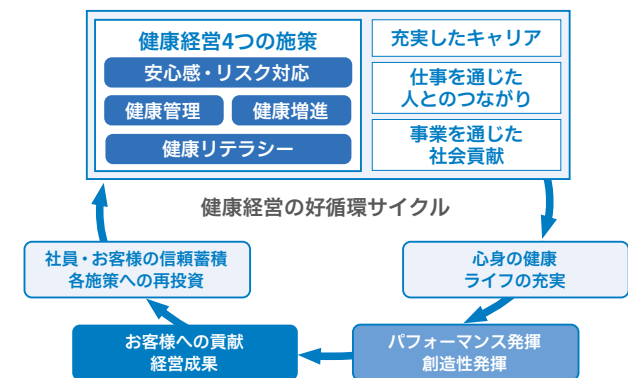 健康経営4つの施策
安心感・リスク対応
健康管理
健康増進
健康リテラシー
充実したキャリア
仕事を通じた
人とのつながり
事業を通じた
社会貢献
健康経営の好循環サイクル
社員・お客様の信頼蓄積
各施策への再投資
心身の健康
ライフの充実
お客様への貢献
経営成果
パフォーマンス発揮
創造性発揮